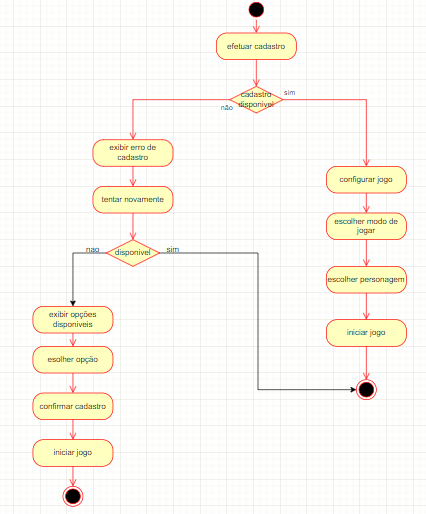 efetuar cadastro
cadastro
disponivel
sim
não
exibir erro de
cadastro
configurar jogo
tentar novamente
escolher modo de
jogar
nao
disponivel
sim
escolher personagem
exibir opções
disponiveis
iniciar jogo
esolher opção
confirmar cadastro
iniciar jogo